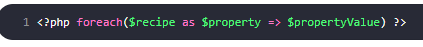 1 <?php foreach($recipe as $property => $propertyValue) ?>